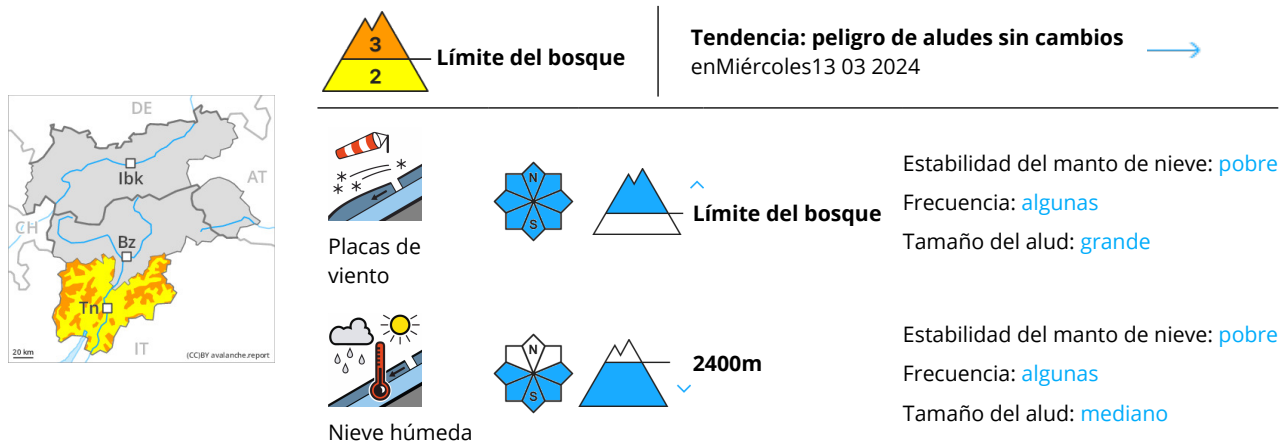 3
2
Límite del bosque
Tendencia: peligro de aludes sin cambios
enMiércoles13 03 2024
DE
AT
Ibk
CH
Bz
Tn
IT
20 km
(CC)BY avalanche.report
Placas de
viento
N
S
Límite del bosque
Estabilidad del manto de nieve: pobre
Frecuencia: algunas
Tamaño del alud: grande
Nieve húmeda
N
S
2400m
Estabilidad del manto de nieve: pobre
Frecuencia: algunas
Tamaño del alud: mediano